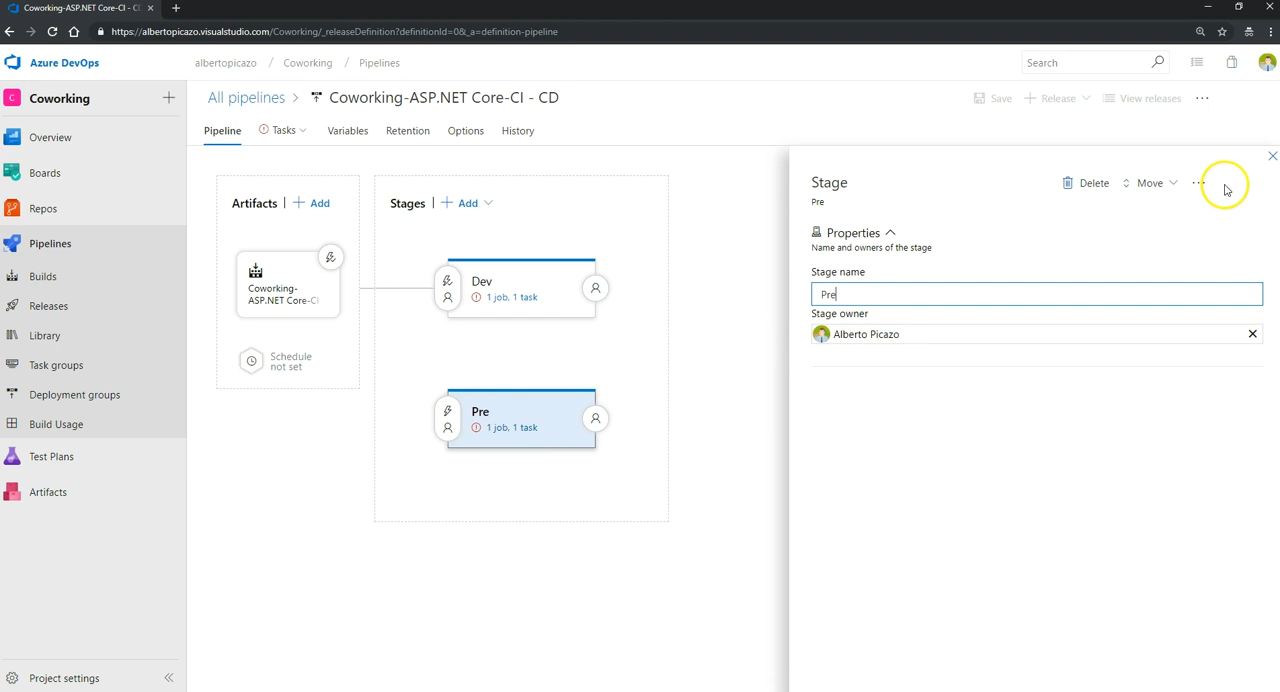 Coworking-ASP.NET Core-CI - C
https://albertopicazo.visualstudio.com/Coworking/_releaseDefinition?definitionId=0&_a=definition-pipeline
Azure DevOps
albertopicazo / Coworking / Pipelines
Search
C
Coworking
All pipelines > Coworking-ASP.NET Core-CI - CD
Save
Release
View releases
Pipeline
Tasks
Variables
Retention
Options
History
Overview
Boards
Repos
Pipelines
Builds
Releases
Library
Task groups
Deployment groups
Build Usage
Test Plans
Artifacts
Project settings
Artifacts | + Add
Coworking-
ASP.NET Core-CI
Schedule
not set
Stages | + Add
Dev
1 job, 1 task
Pre
1 job, 1 task
Stage
Pre
Delete
Move
Properties
Name and owners of the stage
Stage name
Pre
Stage owner
Alberto Picazo